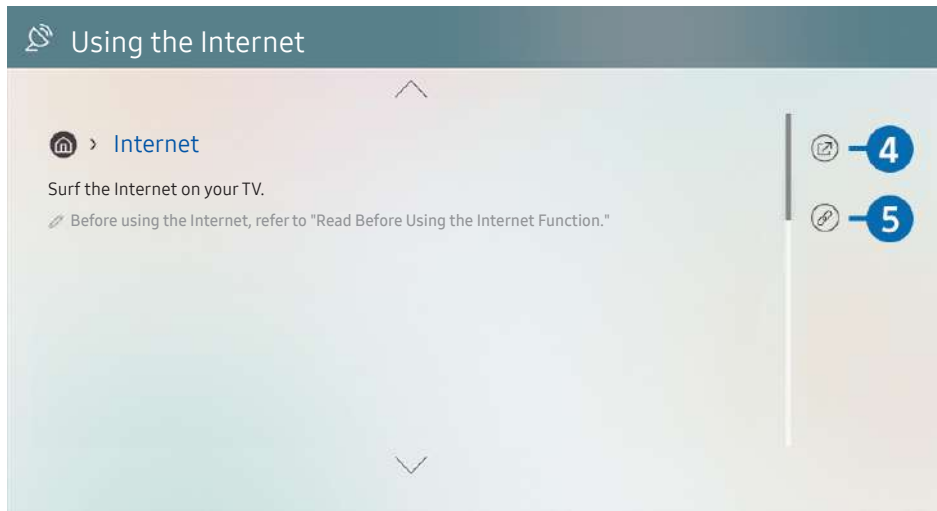 Using the Internet
> Internet
4
Surf the Internet on your TV.
5
Before using the Internet, refer to "Read Before Using the Internet Function."